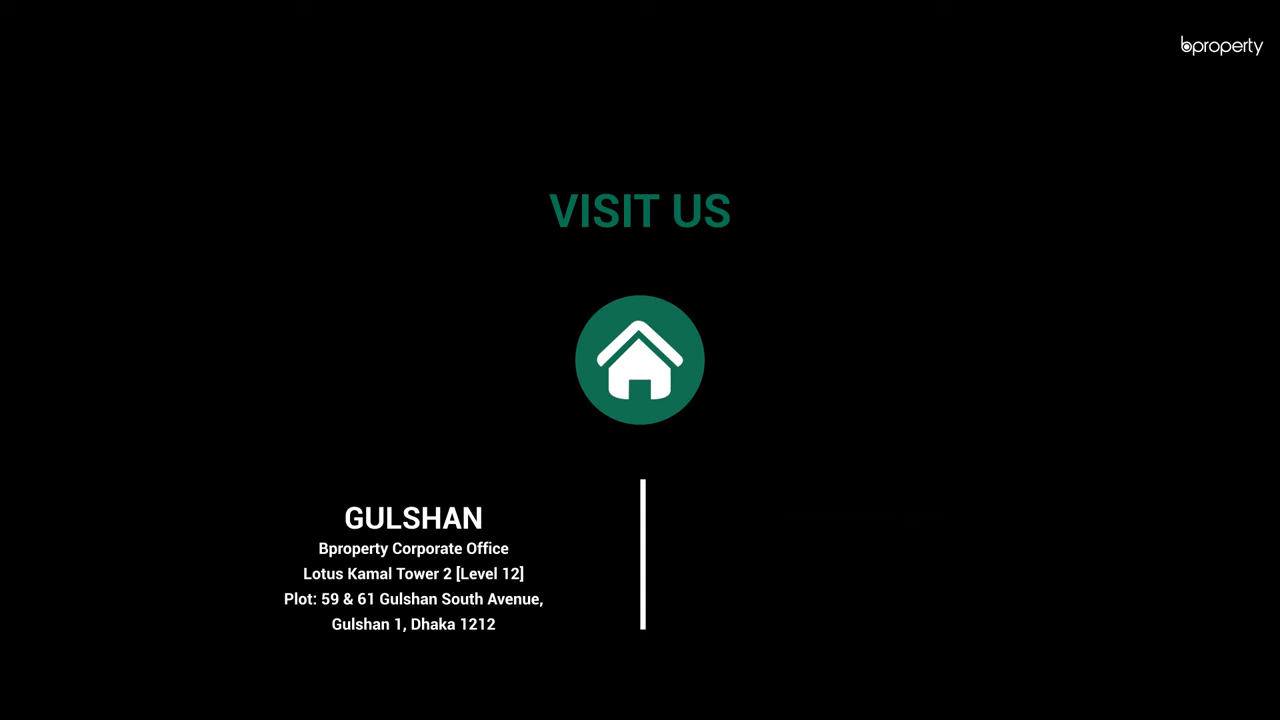 bproperty
VISIT US
GULSHAN
Bproperty Corporate Office
Lotus Kamal Tower 2 [Level 12]
Plot: 59 & 61 Gulshan South Avenue,
Gulshan 1, Dhaka 1212